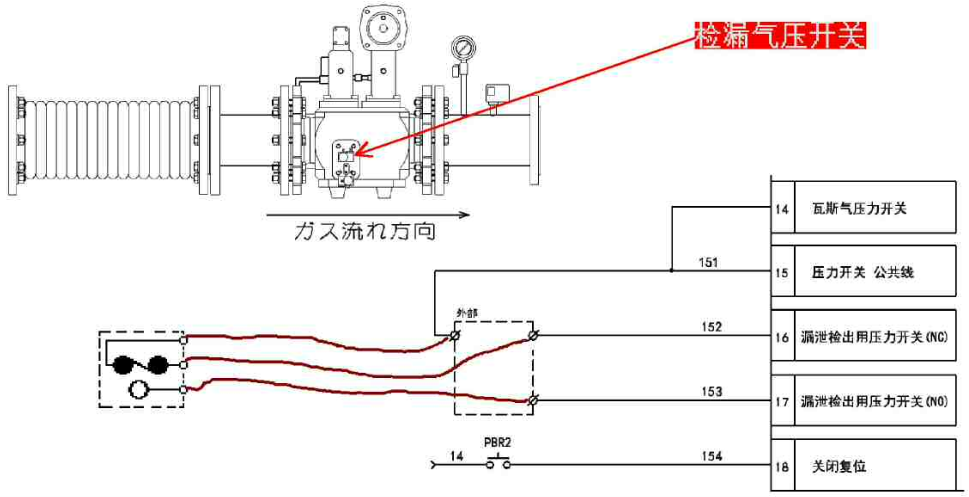 检漏气压开关
ガス流れ方向
14 瓦斯气压力开关
151
15 压力开关 公共线
外部
152
16 漏泄检出用压力开关(NC)
153
17 漏泄检出用压力开关(NO)
PBR2
14
154
18 关闭复位